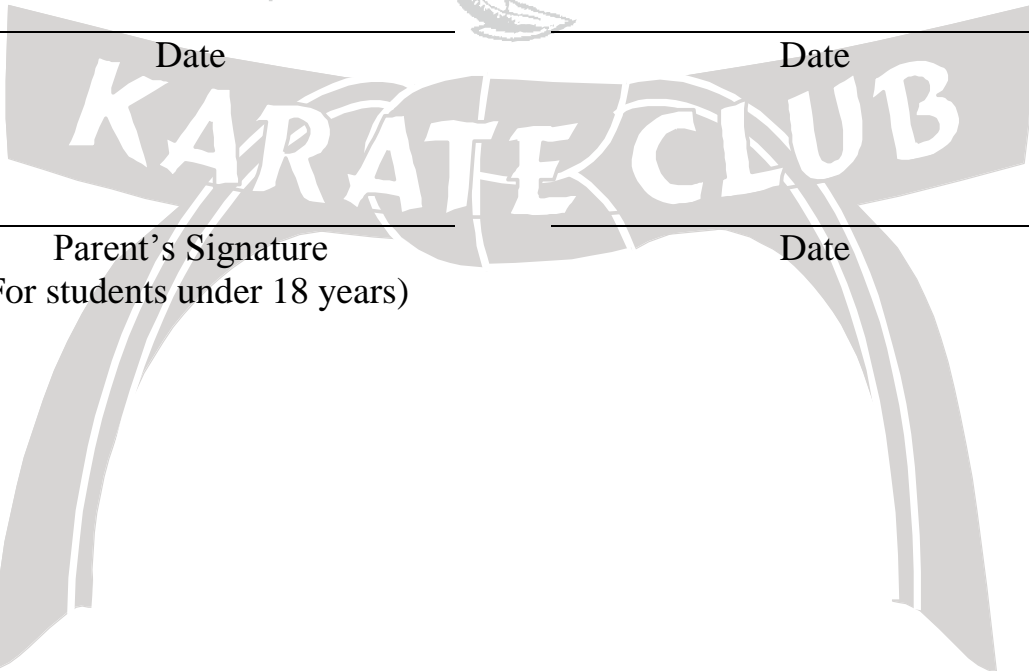 Date Date
KARATE CLUB
Parent’s Signature Date
For students under 18 years)